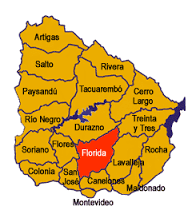 Artigas
Salto
Rivera
Paysandú
Tacuarembó
Cerro
Largo
Río Negro
Durazno
Treinta
y Tres
Soriano
Flores
Florida
Lavalleja
Rocha
Colonia
San
José
Canelones
Maldonado
Montevideo